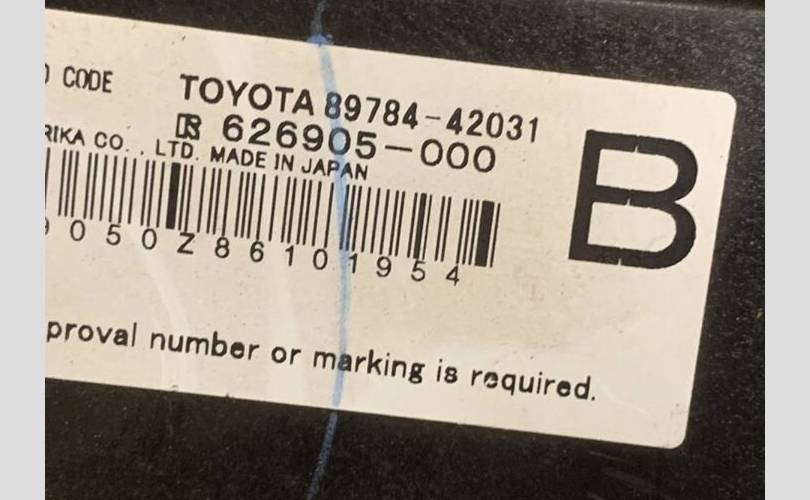 CODE
TOYOTA 89784-42031
626905-000
RIKA CO., LTD. MADE IN JAPAN
B
050Z86101954
proval number or marking is required.